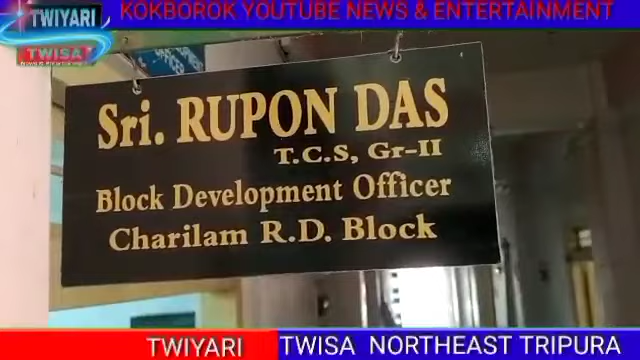 KOKBOROK YOUTUBE NEWS & ENTERTAINMENT
TWIYARI
TWISA
OFFICER
Sri. RUPON DAS
T.C.S, Gr-II
Block Development Officer
Charilam R.D. Block
TWIYARI TWISA NORTHEAST TRIPURA